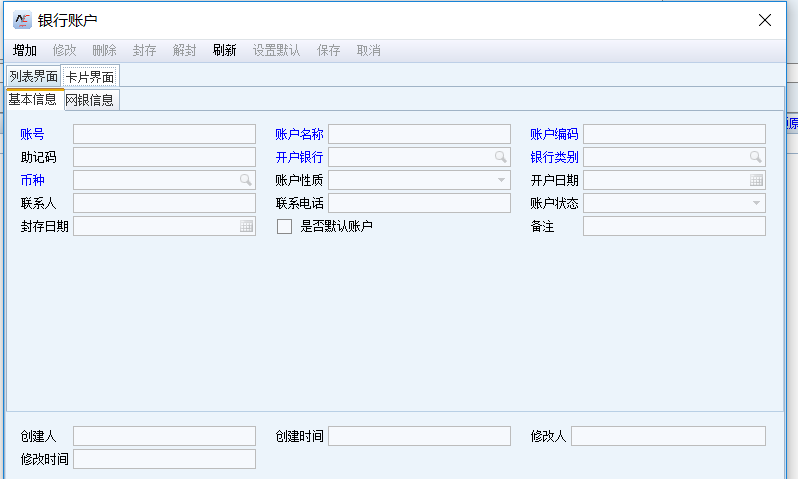 银行账户
增加 修改 删除 封存 解封 刷新 设置默认 保存 取消
列表界面 卡片界面
基本信息 网银信息
账号 账户名称 账户编码
助记码 开户银行 银行类别
币种 账户性质 开户日期
联系人 联系电话 账户状态
封存日期 是否默认账户 备注
创建人 创建时间 修改人
修改时间